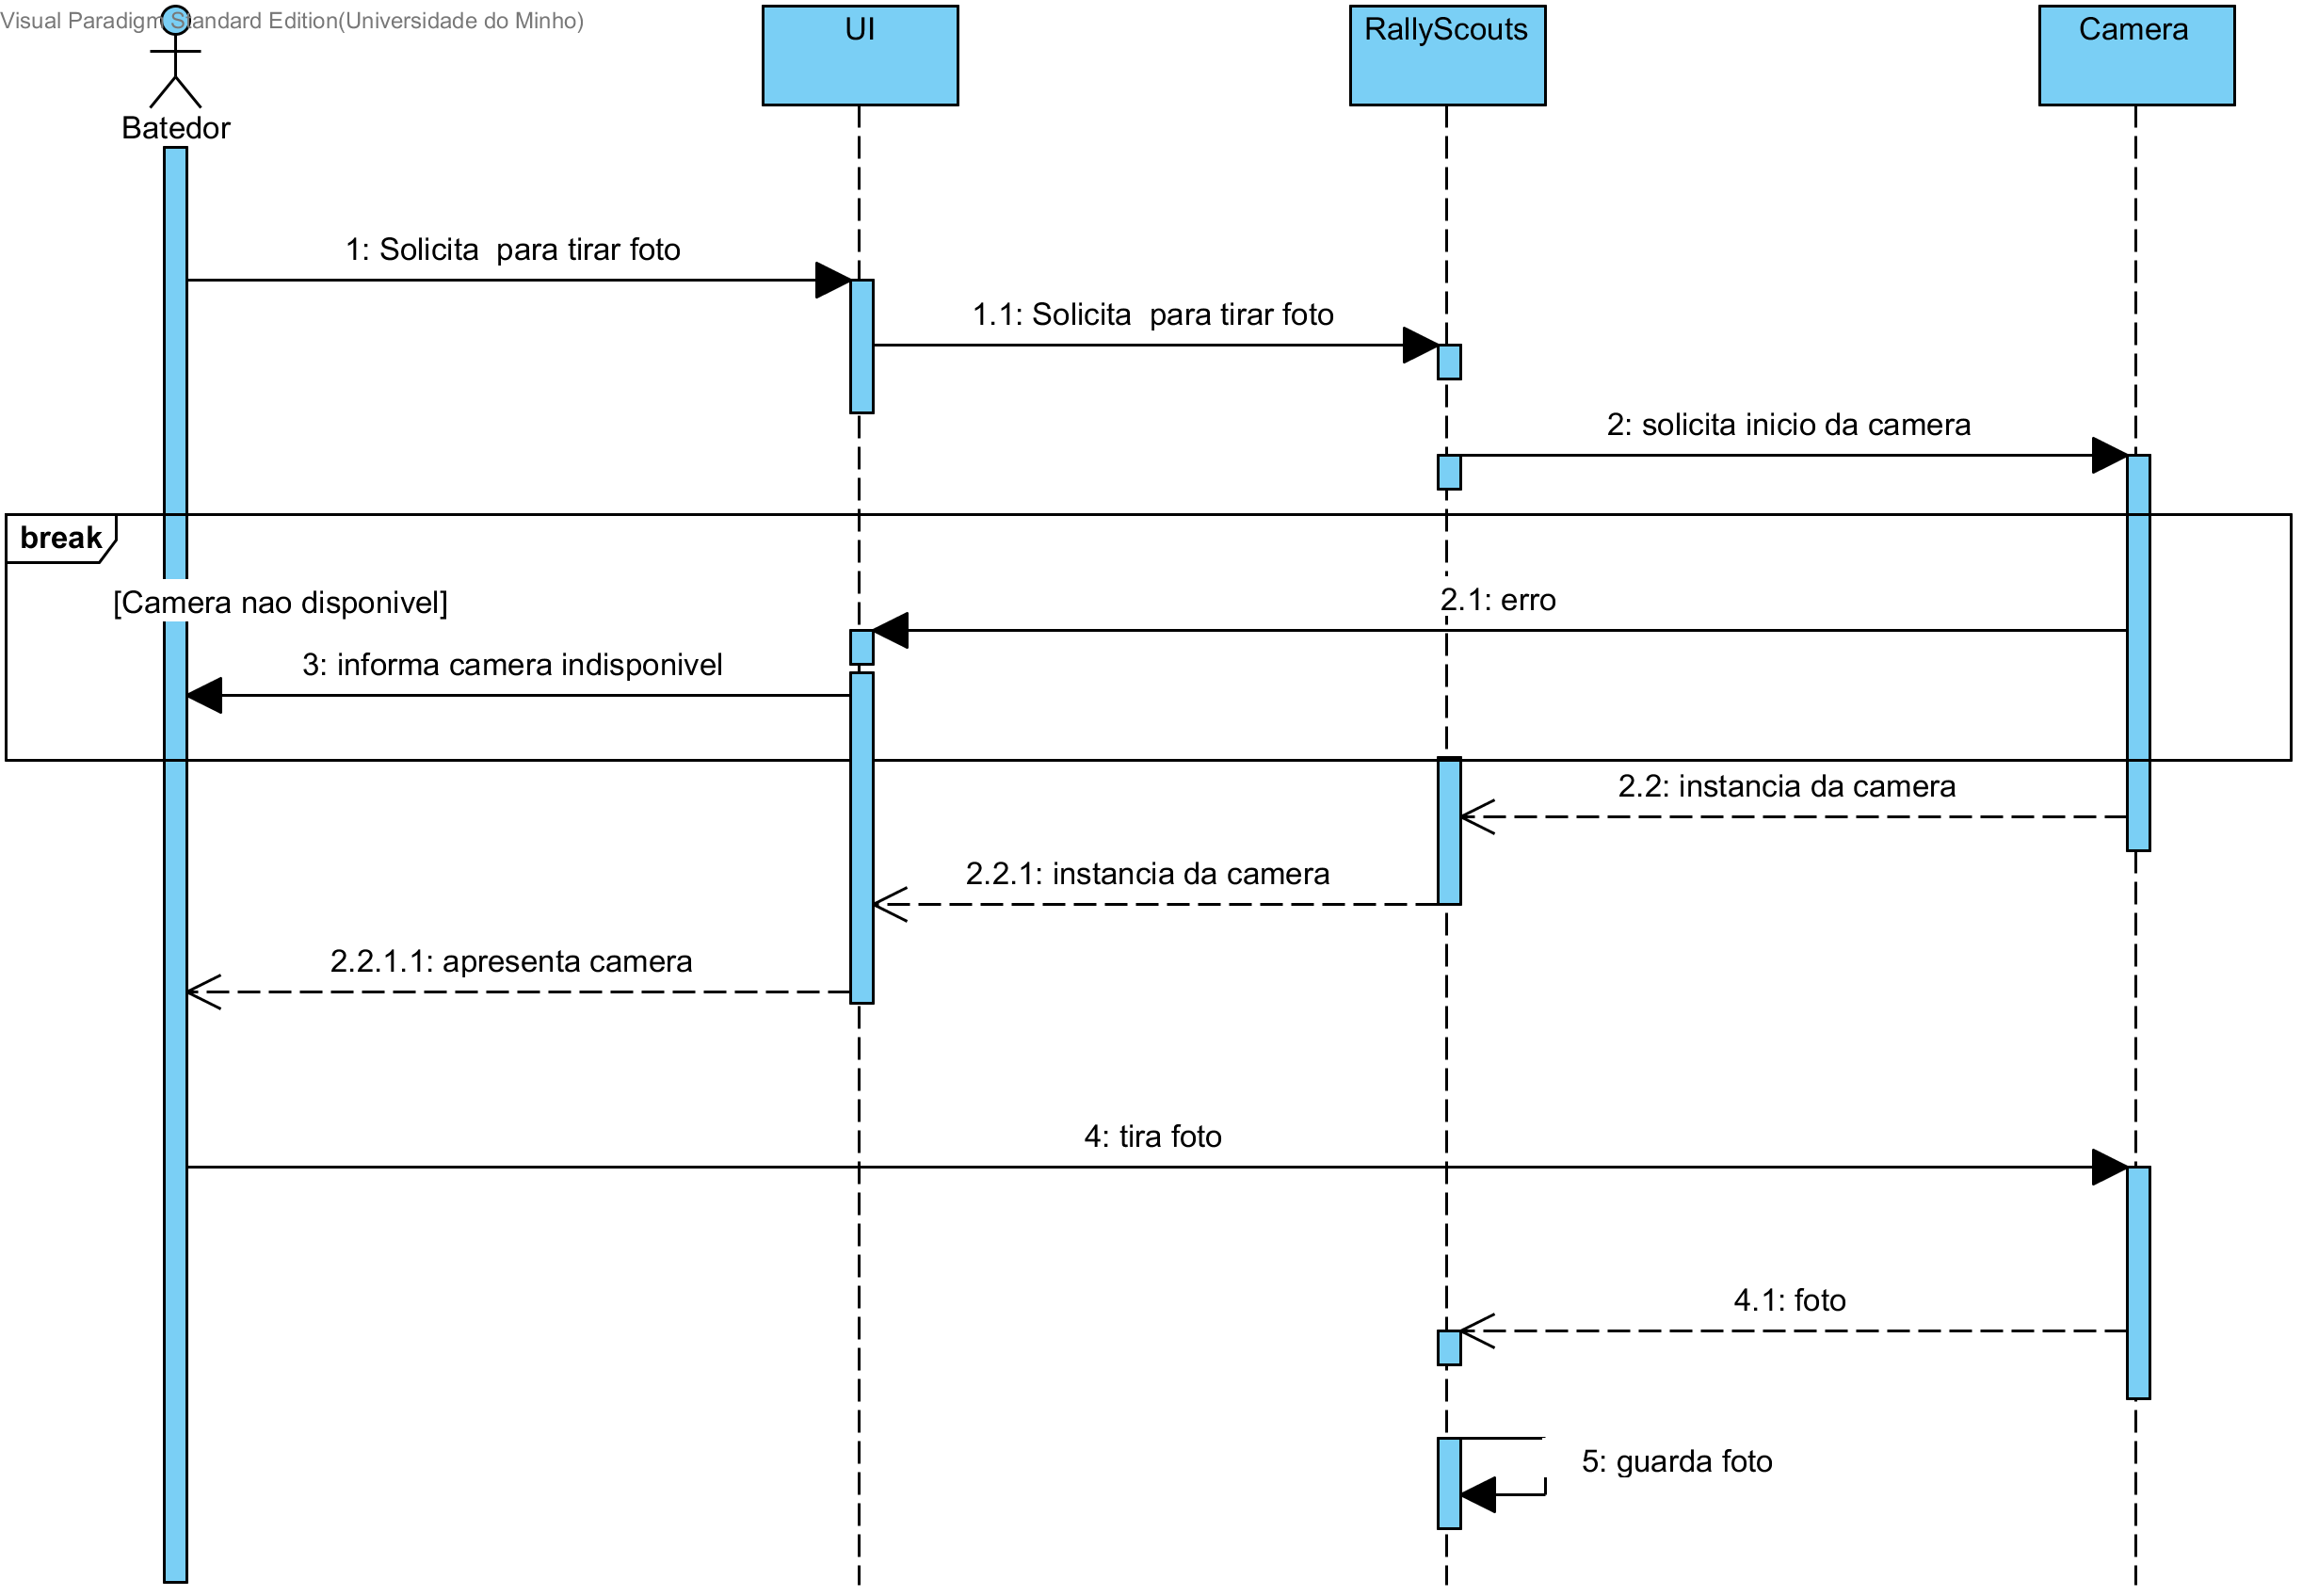 Visual Paradigm Standard Edition(Universidade do Minho)
UI
RallyScouts
Camera
Batedor
1: Solicita  para tirar foto
1.1: Solicita  para tirar foto
2: solicita inicio da camera
break
[Camera nao disponivel]
2.1: erro
3: informa camera indisponivel
2.2: instancia da camera
2.2.1: instancia da camera
2.2.1.1: apresenta camera
4: tira foto
4.1: foto
5: guarda foto